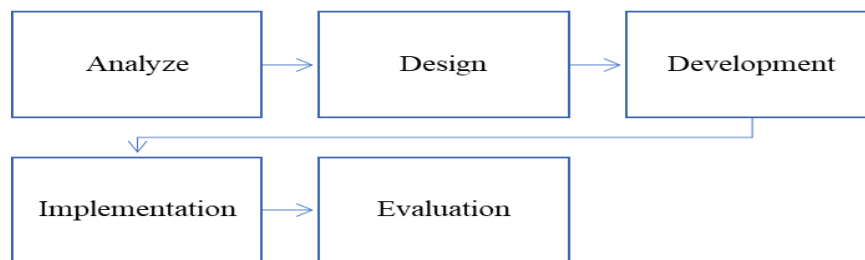 Analyze
Design
Development
Implementation
Evaluation